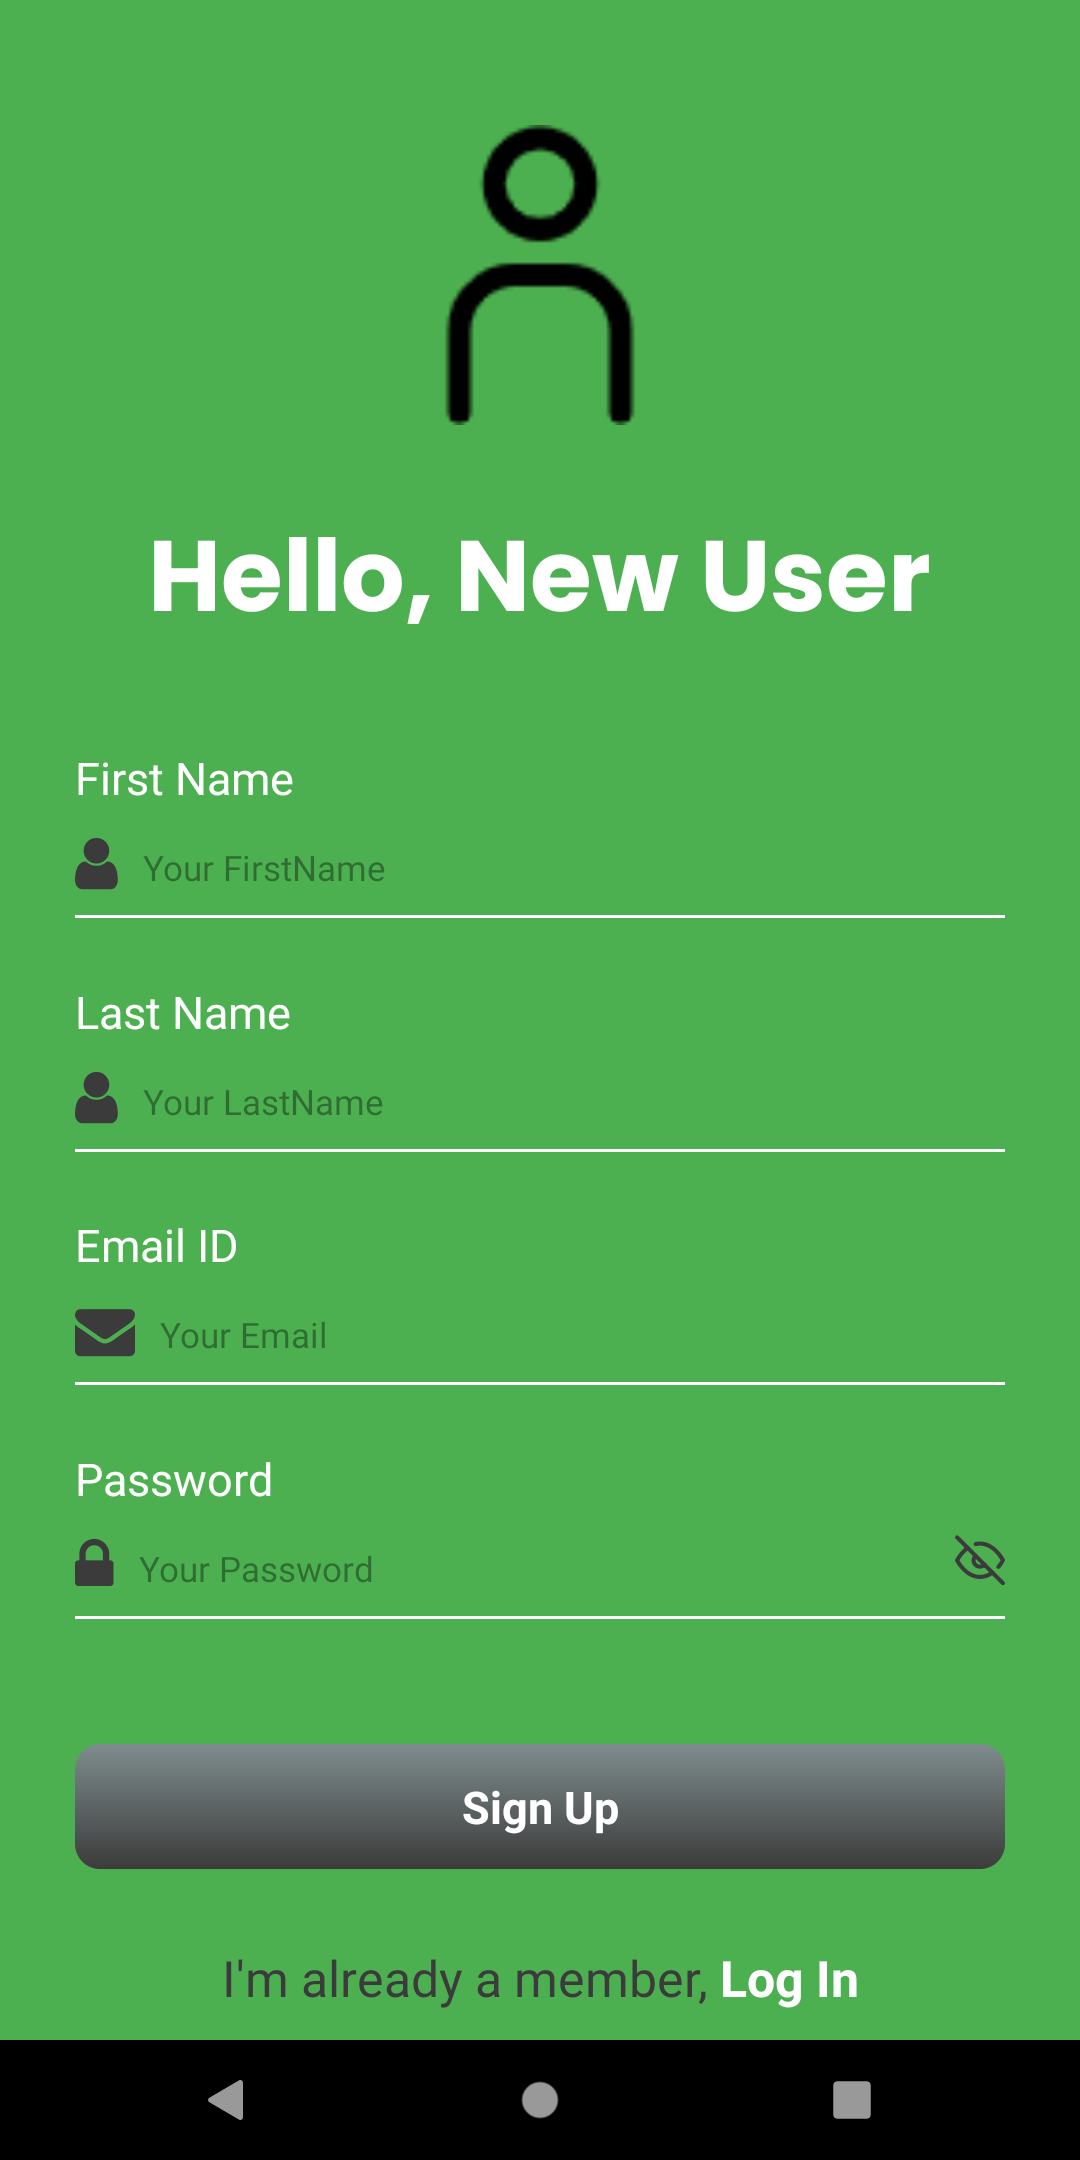 Hello, New User
First Name
Your FirstName
Last Name
Your LastName
Email ID
Your Email
Password
Your Password
Sign Up
I'm already a member, Log In